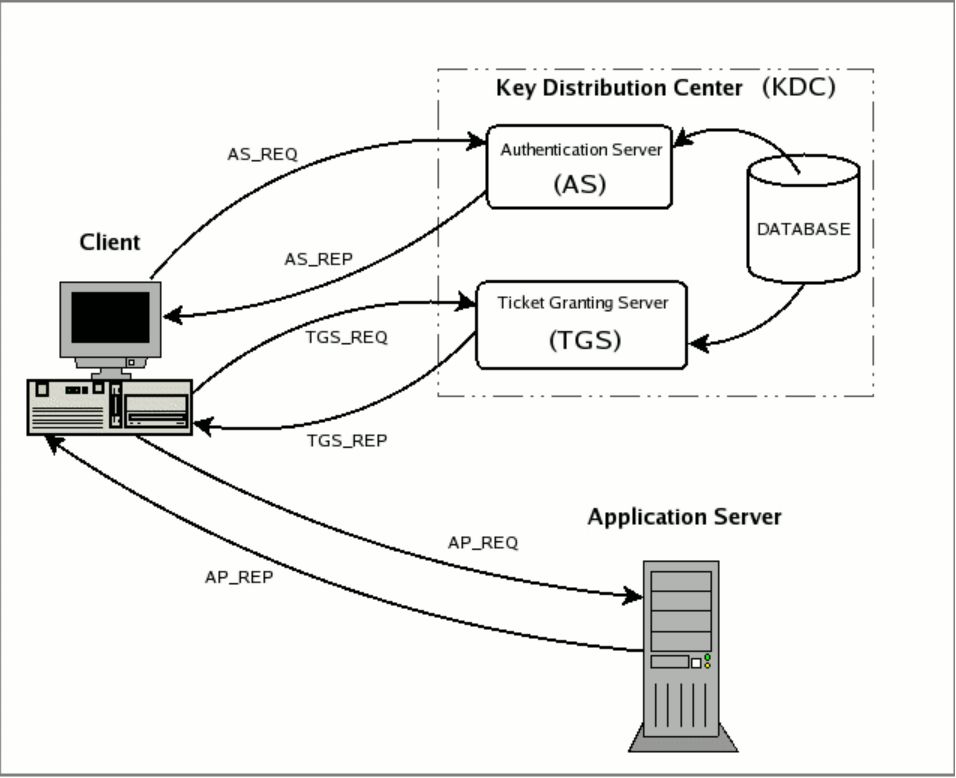 Key Distribution Center (KDC)
AS_REQ
Authentication Server
(AS)
DATABASE
Client
AS_REP
Ticket Granting Server
(TGS)
TGS_REQ
TGS_REP
Application Server
AP_REQ
AP_REP